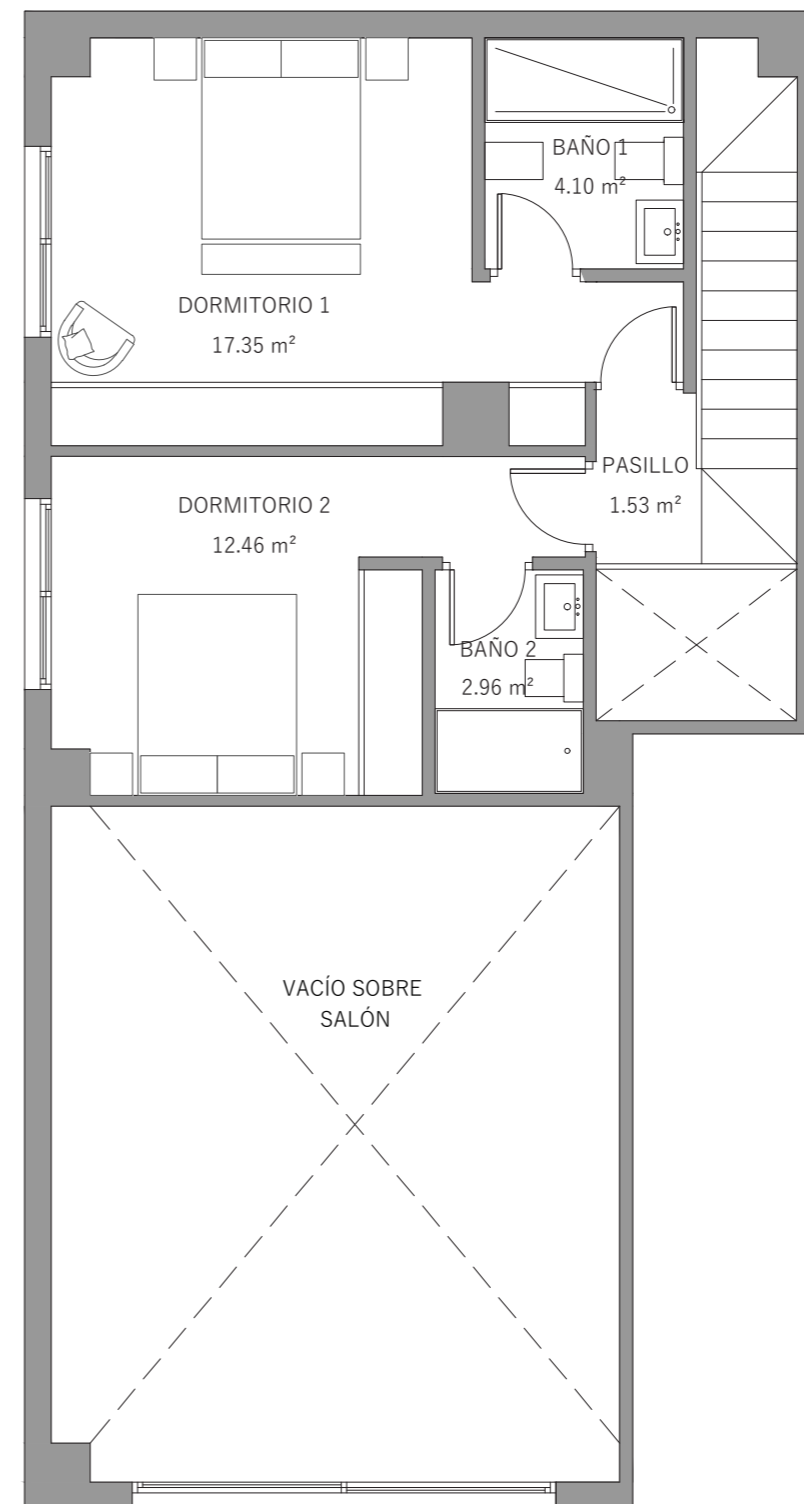 BAÑO 1
4.10 m²
DORMITORIO 1
17.35 m²
PASILLO
1.53 m²
DORMITORIO 2
12.46 m²
BAÑO 2
2.96 m²
VACÍO SOBRE
SALÓN